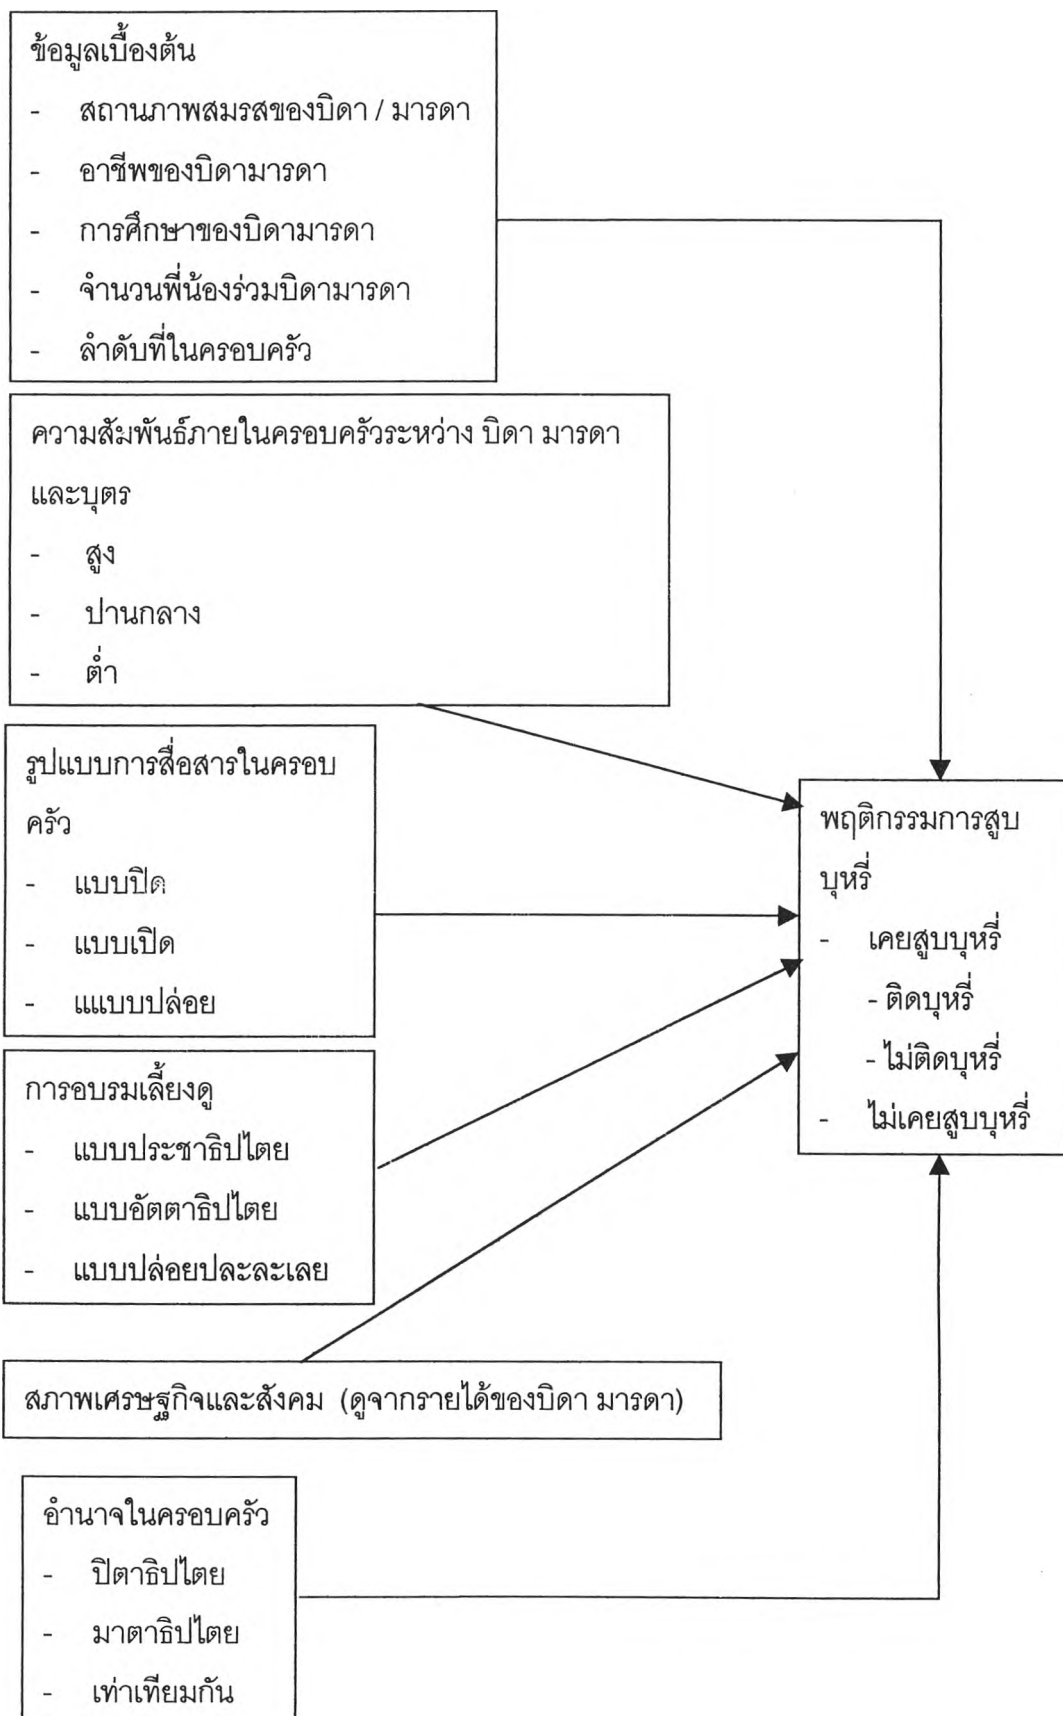 ข้อมูลเบื้องต้น
- สถานภาพสมรสของบิดา / มารดา
- อาชีพของบิดามารดา
- การศึกษาของบิดามารดา
- จำนวนพี่น้องร่วมบิดามารดา
- ลำดับที่ในครอบครัว
ความสัมพันธ์ภายในครอบครัวระหว่าง บิดา มารดา
และบุตร
- สูง
- ปานกลาง
- ต่ำ
รูปแบบการสื่อสารในครอบ
ครัว
- แบบปิด
- แบบเปิด
- แแบบปล่อย
การอบรมเลี้ยงดู
- แบบประชาธิปไตย
- แบบอัตตาธิปไตย
- แบบปล่อยปละละเลย
สภาพเศรษฐกิจและสังคม (ดูจากรายได้ของบิดา มารดา)
อำนาจในครอบครัว
- ปิตาธิปไตย
- มาตาธิปไตย
- เท่าเทียมกัน
พฤติกรรมการสูบ
บุหรี่
- เคยสูบบุหรี่
- ติดบุหรี่
- ไม่ติดบุหรี่
- ไม่เคยสูบบุหรี่